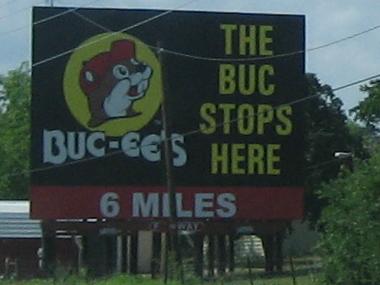 THE
BUC
STOPS
HERE
BUC-EE'S
6 MILES